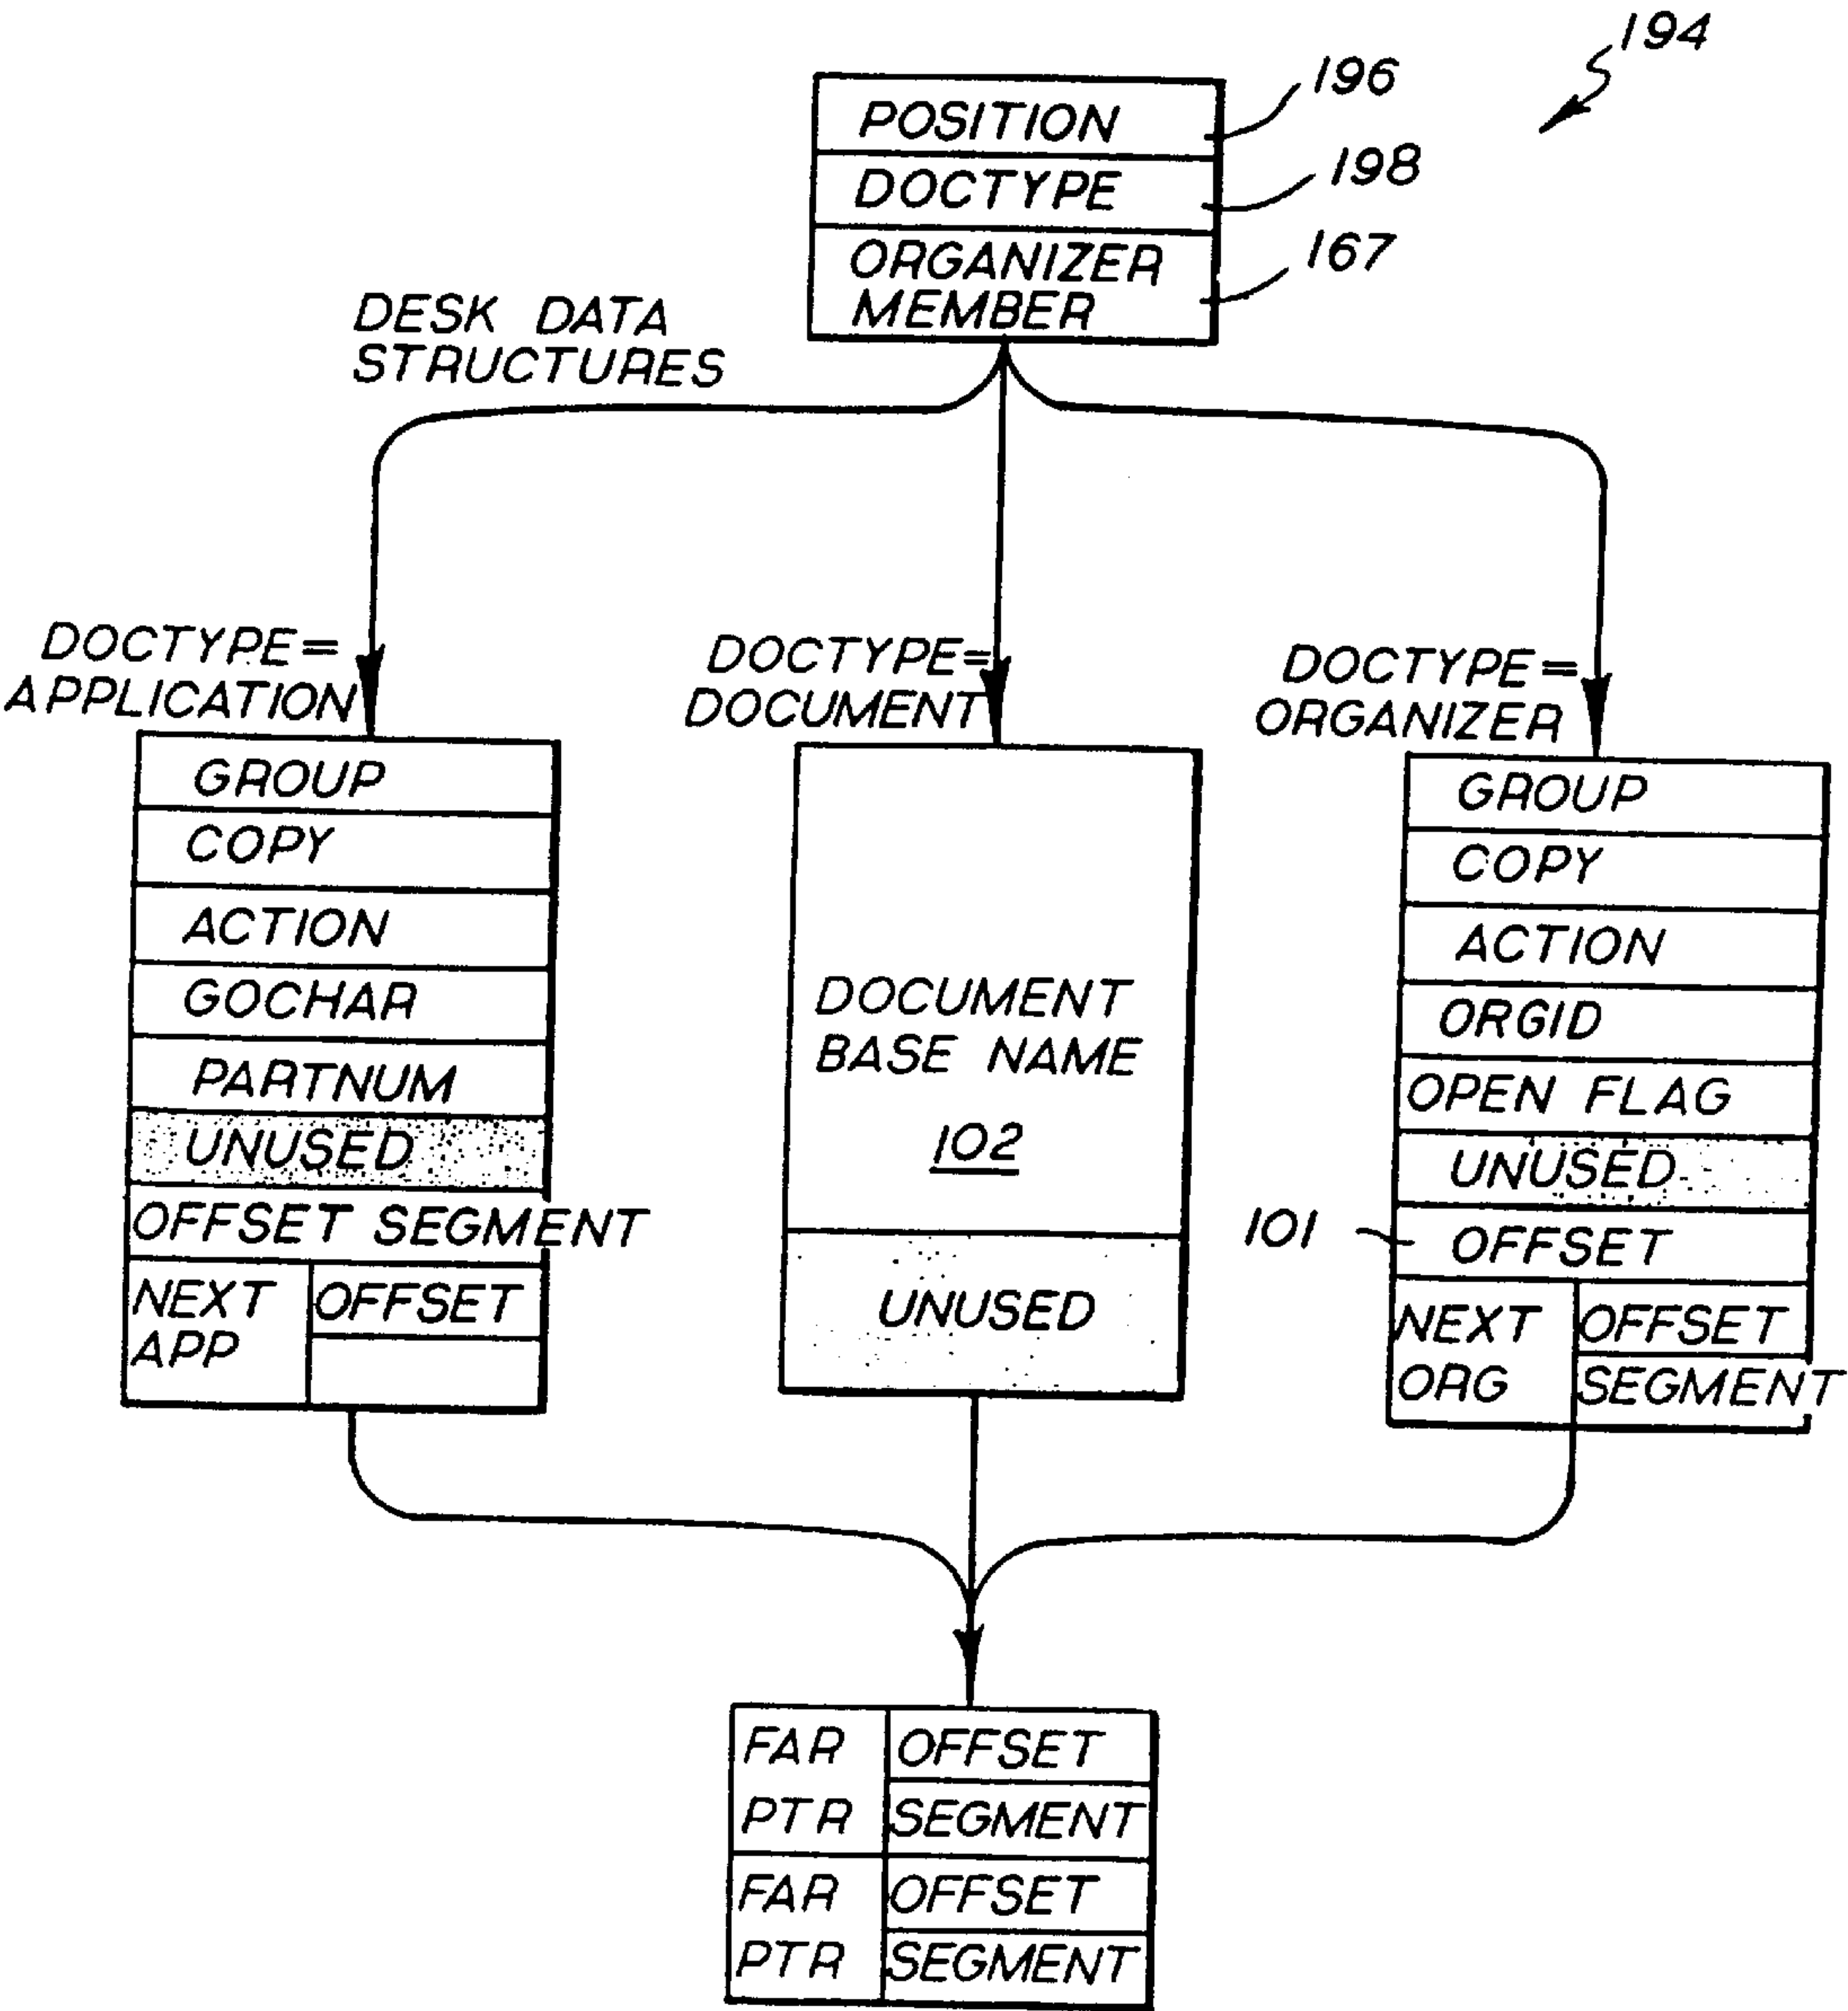 194
POSITION
196
DOCTYPE
198
ORGANIZER
MEMBER
167
DESK DATA
STRUCTURES
DOCTYPE=
APPLICATION
DOCTYPE=
DOCUMENT
DOCTYPE=
ORGANIZER
GROUP
COPY
ACTION
GOCHAR
PARTNUM
UNUSED
OFFSET SEGMENT
NEXT
APP
OFFSET
DOCUMENT
BASE NAME
102
UNUSED
GROUP
COPY
ACTION
ORGID
OPEN FLAG
UNUSED
101
OFFSET
NEXT
ORG
OFFSET
SEGMENT
FAR
PTR
OFFSET
SEGMENT
FAR
PTR
OFFSET
SEGMENT